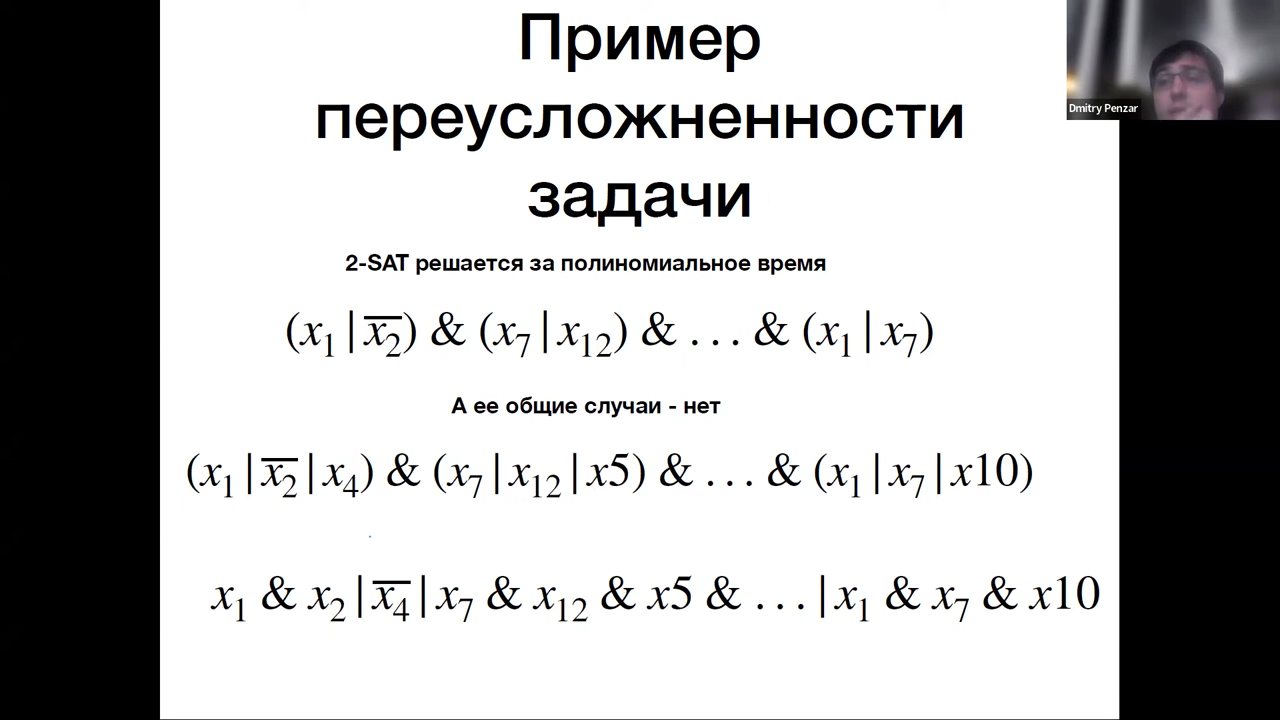 Пример
переусложненности
задачи
Dmitry Penzar
2-SAT решается за полиномиальное время
(x₁ | x̅₂) & (x₇ | x₁₂) & ... & (x₁ | x₇)
А ее общие случаи - нет
(x₁ | x̅₂ | x₄) & (x₇ | x₁₂ | x5) & ... & (x₁ | x₇ | x10)
x₁ & x₂ | x̅₄ | x₇ & x₁₂ & x5 & ... | x₁ & x₇ & x10